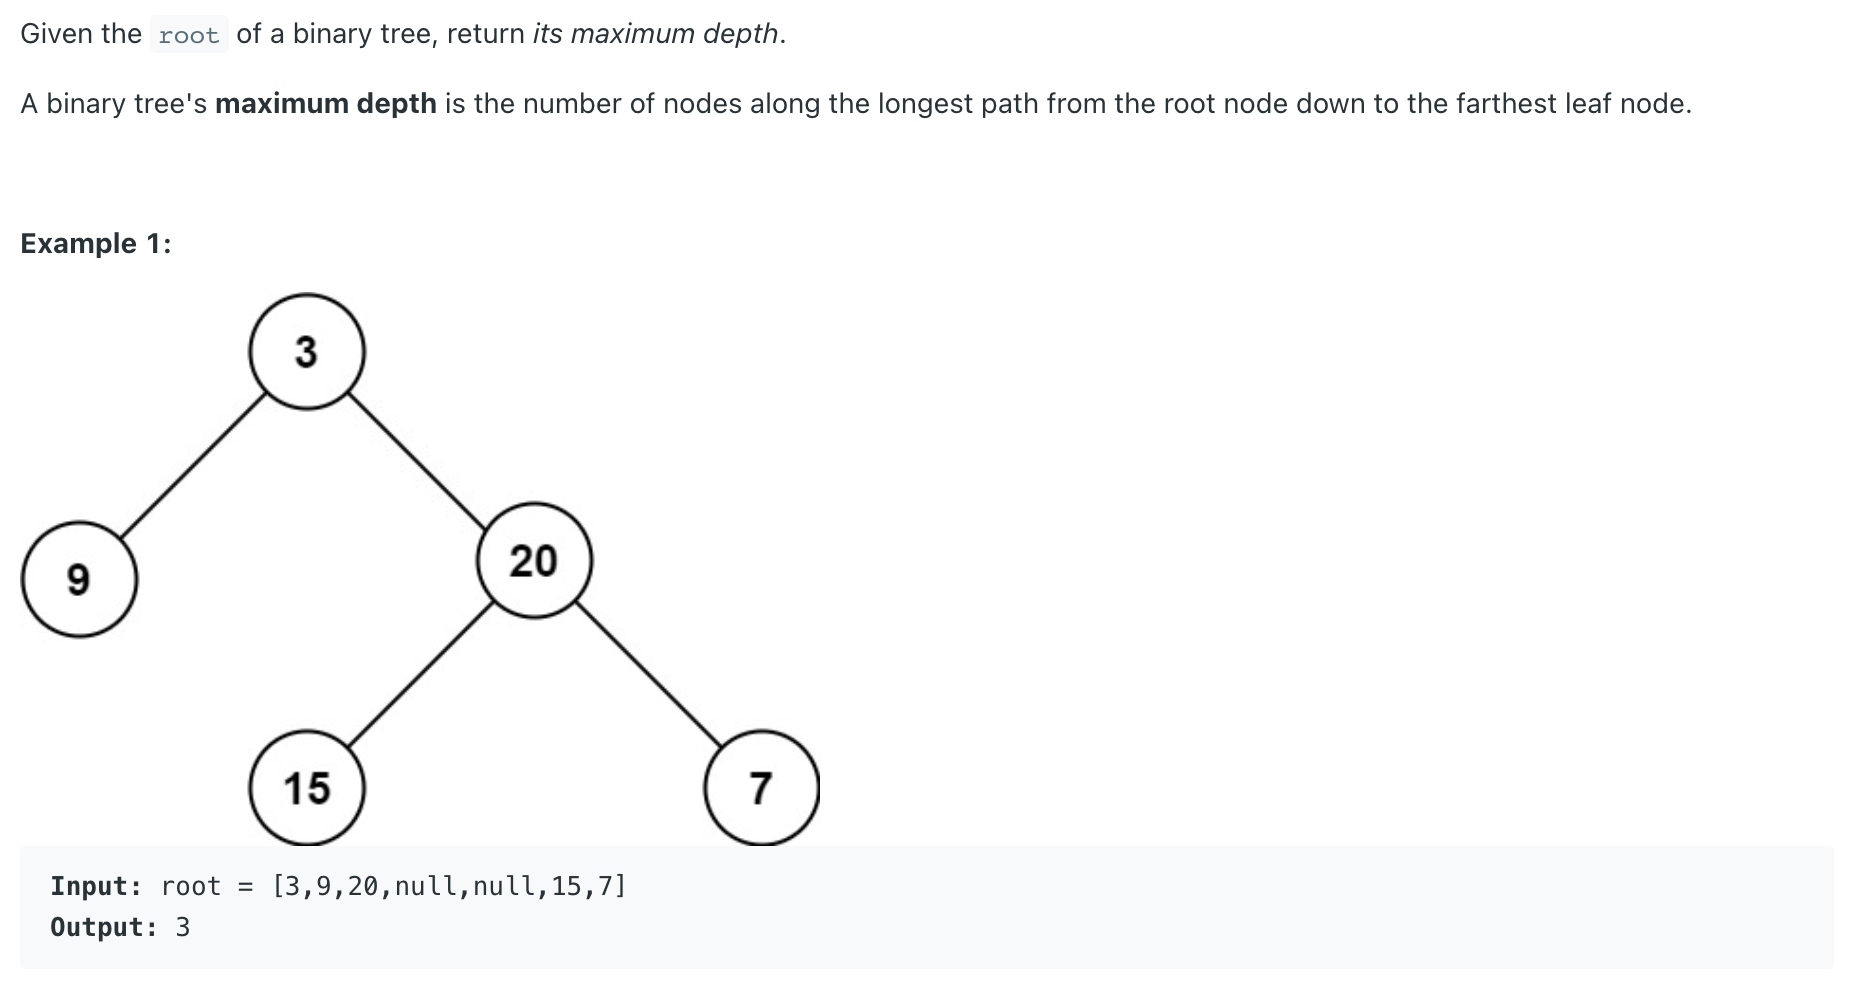 Given the root of a binary tree, return its maximum depth.
A binary tree's maximum depth is the number of nodes along the longest path from the root node down to the farthest leaf node.
Example 1:
3
9
20
15
7
Input: root = [3,9,20,null,null,15,7]
Output: 3